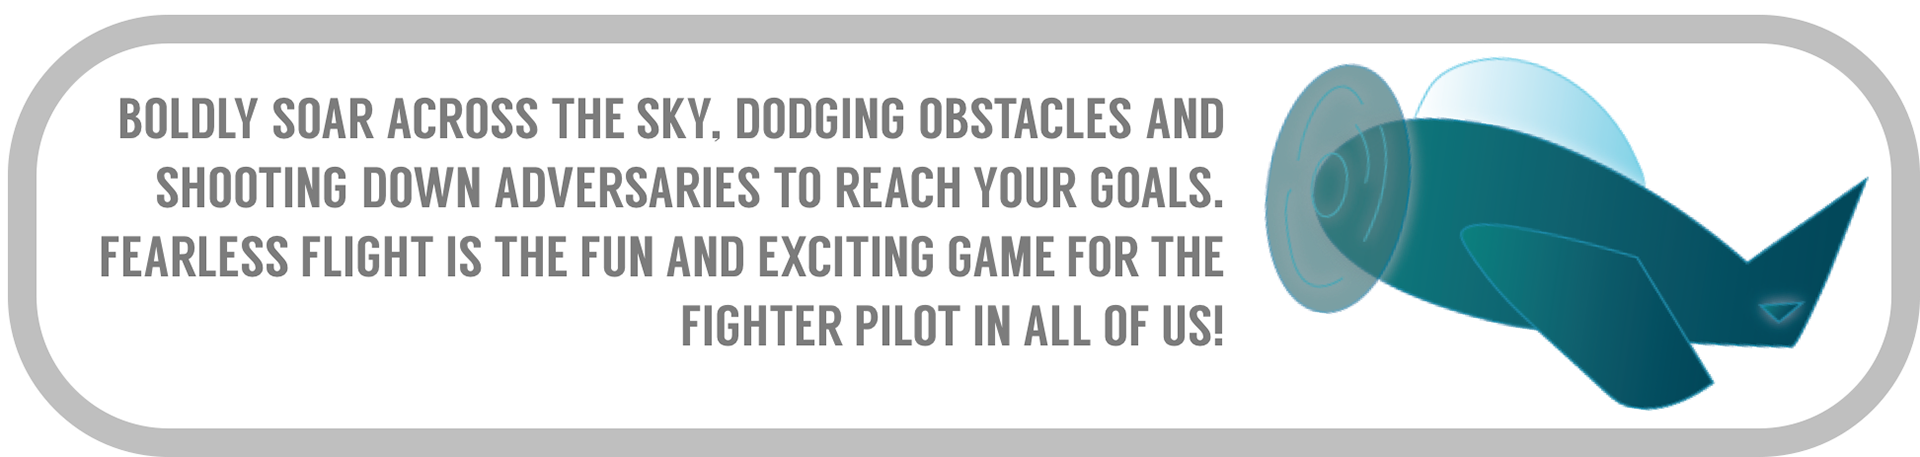 BOLDLY SOAR ACROSS THE SKY, DODGING OBSTACLES AND
SHOOTING DOWN ADVERSARIES TO REACH YOUR GOALS.
FEARLESS FLIGHT IS THE FUN AND EXCITING GAME FOR THE
FIGHTER PILOT IN ALL OF US!